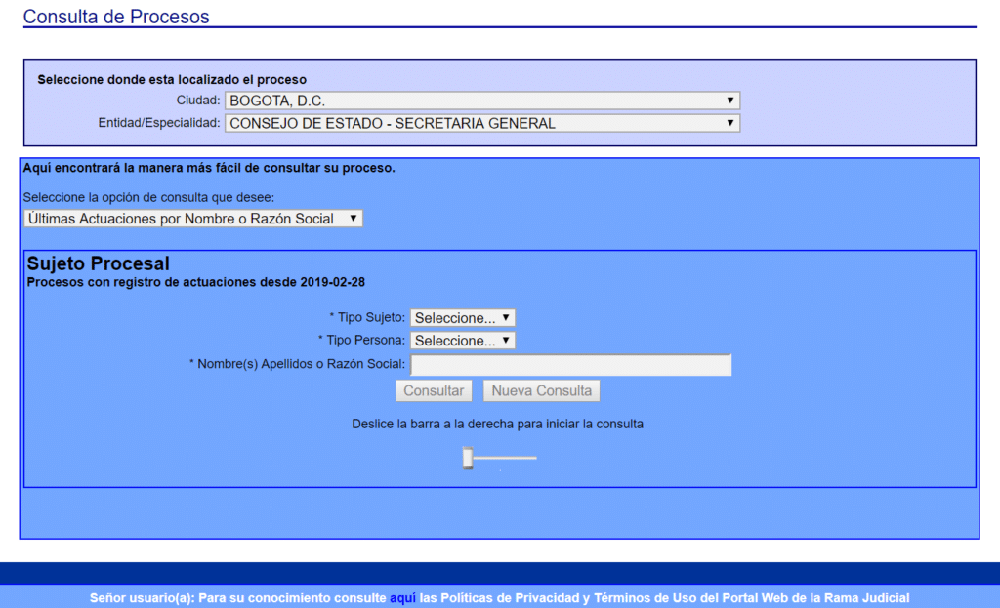 Consulta de Procesos
Seleccione donde esta localizado el proceso
Ciudad: BOGOTA, D.C.
Entidad/Especialidad: CONSEJO DE ESTADO - SECRETARIA GENERAL
Aquí encontrará la manera más fácil de consultar su proceso.
Seleccione la opción de consulta que desee:
Últimas Actuaciones por Nombre o Razón Social
Sujeto Procesal
Procesos con registro de actuaciones desde 2019-02-28
* Tipo Sujeto: Seleccione...
* Tipo Persona: Seleccione...
* Nombre(s) Apellidos o Razón Social:
Consultar Nueva Consulta
Deslice la barra a la derecha para iniciar la consulta
Señor usuario(a): Para su conocimiento consulte aquí las Políticas de Privacidad y Términos de Uso del Portal Web de la Rama Judicial